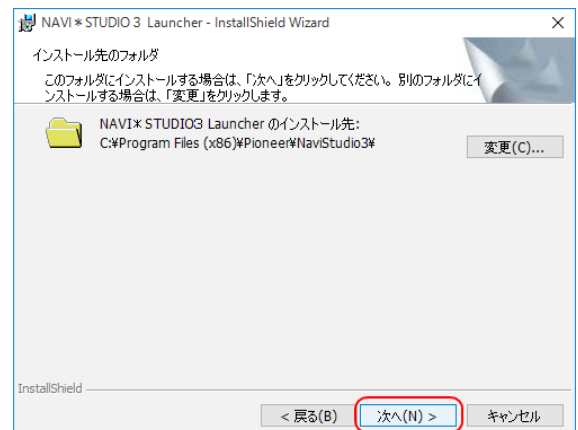 NAVI*STUDIO 3 Launcher - InstallShield Wizard
インストール先のフォルダ
このフォルダにインストールする場合は、「次へ」をクリックしてください。別のフォルダにイ
ンストールする場合は、「変更」をクリックします。
NAVI*STUDIO3 Launcher のインストール先:
C:¥Program Files (x86)¥Pioneer¥NaviStudio3¥
変更(C)...
InstallShield
< 戻る(B)
次へ(N) >
キャンセル